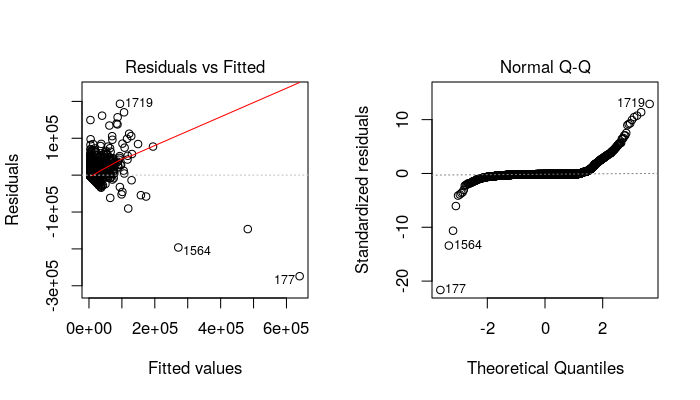 Residuals vs Fitted
Residuals
1e+05
-1e+05
-3e+05
1719
1564
177
0e+00 2e+05 4e+05 6e+05
Fitted values
Normal Q-Q
Standardized residuals
10
0
-10
-20
1719
1564
177
-2 0 2
Theoretical Quantiles